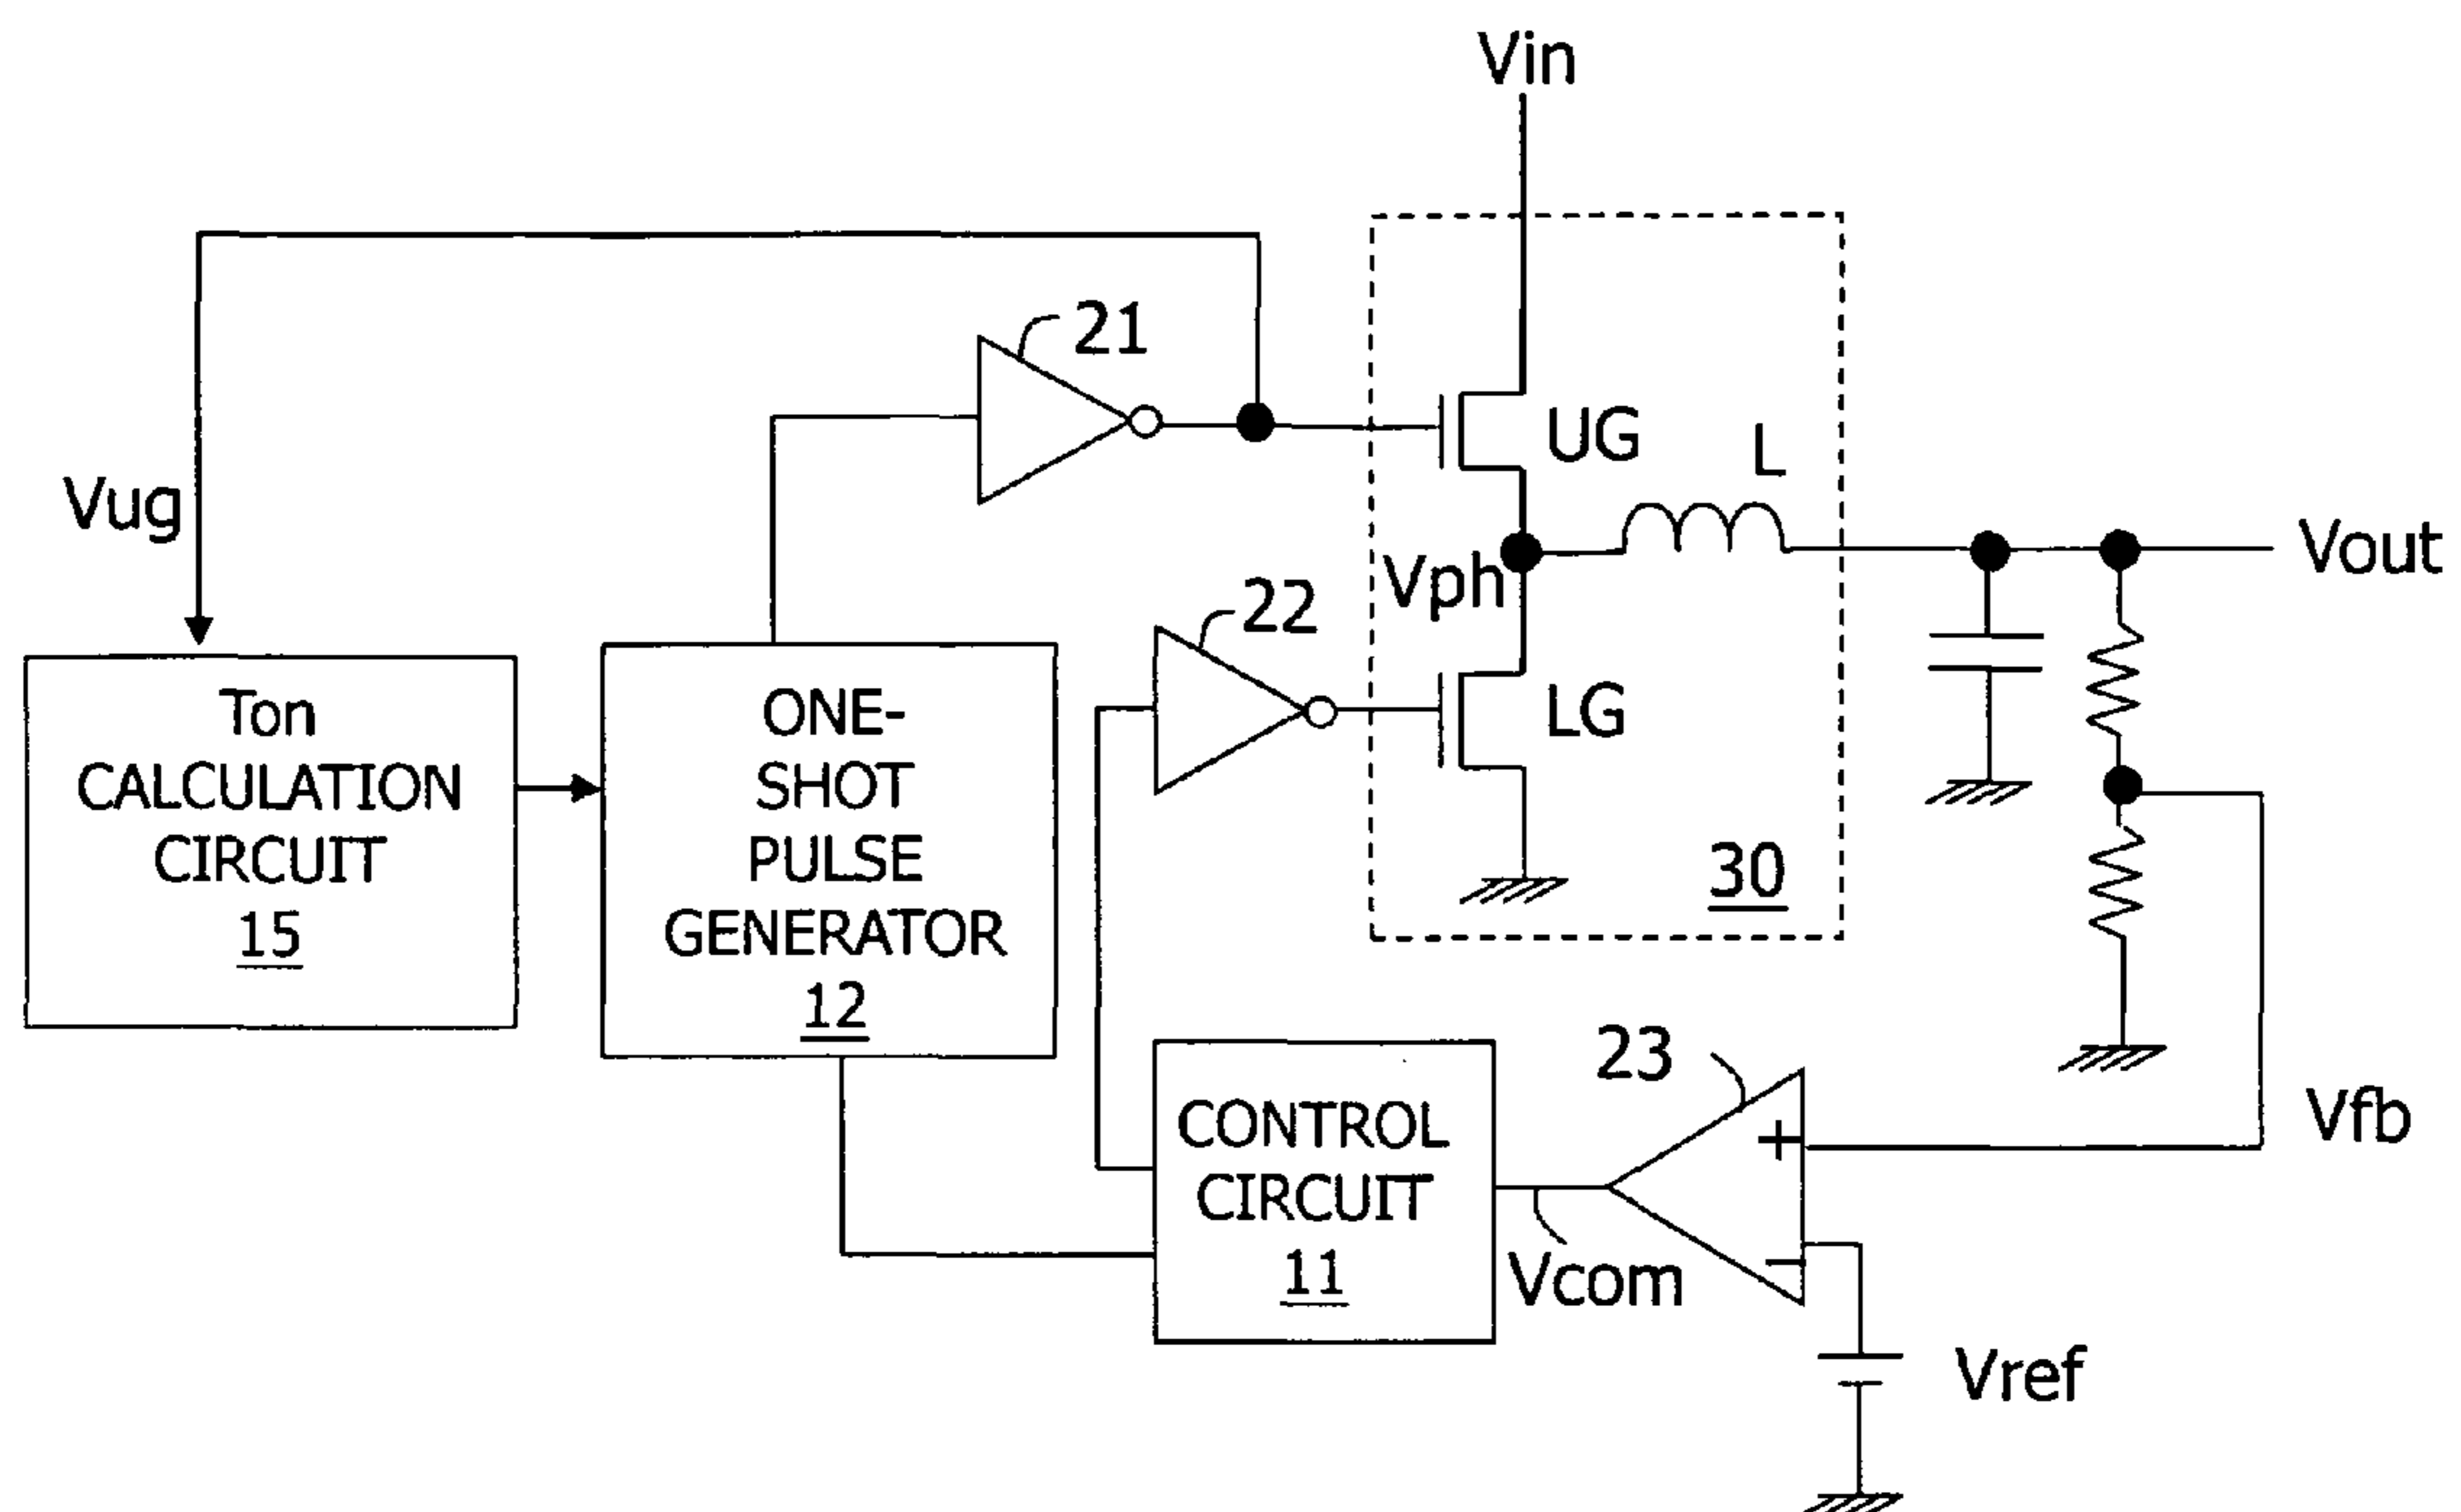 Vin
21
UG
L
Vug
Vph
Vout
22
Ton
CALCULATION
CIRCUIT
15
ONE-
SHOT
PULSE
GENERATOR
12
LG
30
23
CONTROL
CIRCUIT
11
+
Vfb
−
Vcom
Vref